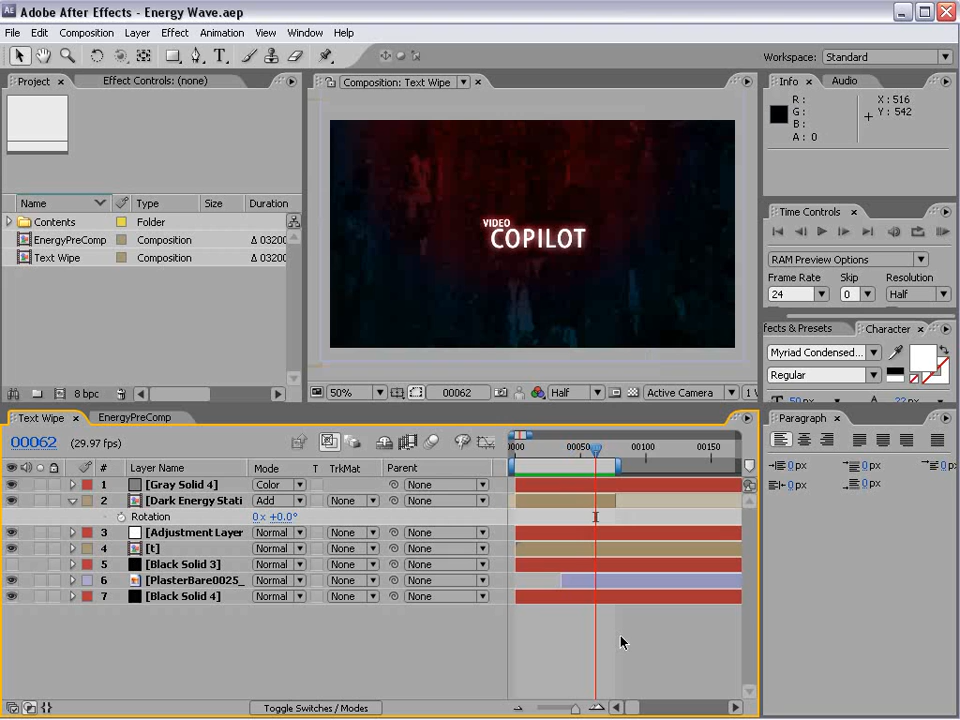 Adobe After Effects - Energy Wave.aep
File Edit Composition Layer Effect Animation View Window Help
Workspace: Standard
Project Effect Controls: (none)
Composition: Text Wipe
Info Audio
R: X: 516
G: Y: 542
B:
A: 0
Name Type Size Duration
Contents Folder
EnergyPreComp Composition Δ 0320
Text Wipe Composition Δ 0320
VIDEO
COPILOT
Time Controls
RAM Preview Options
Frame Rate Skip Resolution
24 0 Half
Effects & Presets Character
Myriad Condensed...
Regular
8 bpc
50% 00062 Half Active Camera 1
Text Wipe EnergyPreComp
Paragraph
00062 (29.97 fps)
0000 00050 00100 00150
# Layer Name Mode T TrkMat Parent
0 px 0 px 0 px
0 px 0 px
1 [Gray Solid 4] Color None
2 [Dark Energy Stati Add None None
Rotation 0x +0.0°
3 [Adjustment Layer Normal None None
4 [t] Normal None None
5 [Black Solid 3] Normal None None
6 [PlasterBare0025_ Normal None None
7 [Black Solid 4] Normal None None
Toggle Switches / Modes